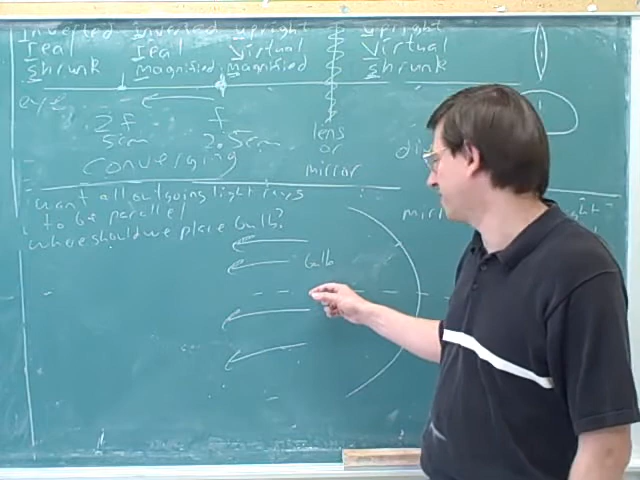 Inverted Inverted Upright Upright
Real Real Virtual Virtual
Shrunk magnified magnified Shrunk
eye
2f f
5cm 2.5cm
lens
or
mirror
Converging
want all outgoing light rays
to be parallel
where should we place bulb?
bulb